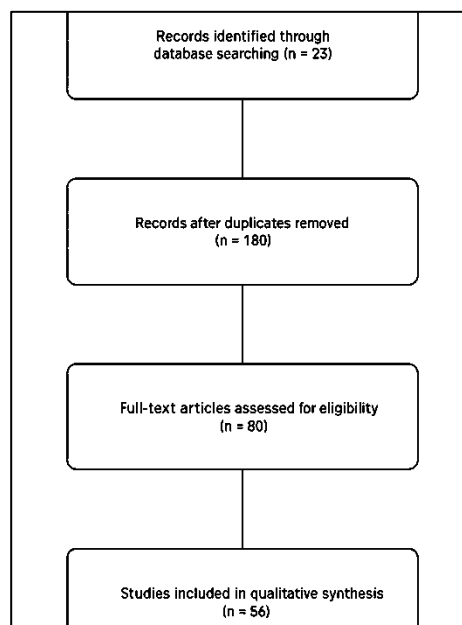 Records identified through
database searching (n = 23)
Records after duplicates removed
(n = 180)
Full-text articles assessed for eligibility
(n = 80)
Studies included in qualitative synthesis
(n = 56)